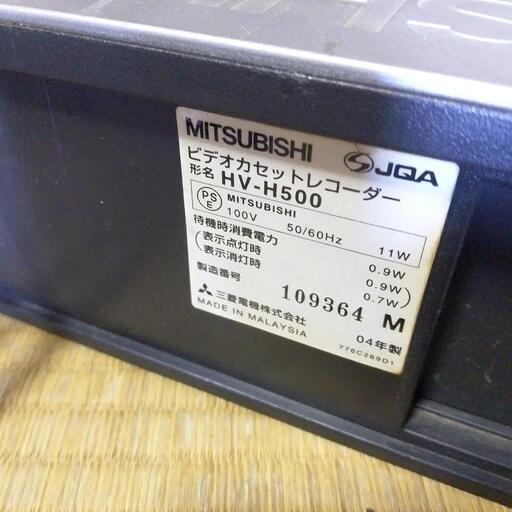 MITSUBISHI JQA
ビデオカセットレコーダー
形名 HV-H500
PS E MITSUBISHI
100V 50/60Hz 11W
待機時消費電力 0.9W
(表示点灯時 0.9W
表示消灯時 0.7W)
製造番号 109364 M
三菱電機株式会社 04年製
MADE IN MALAYSIA
776C269D1